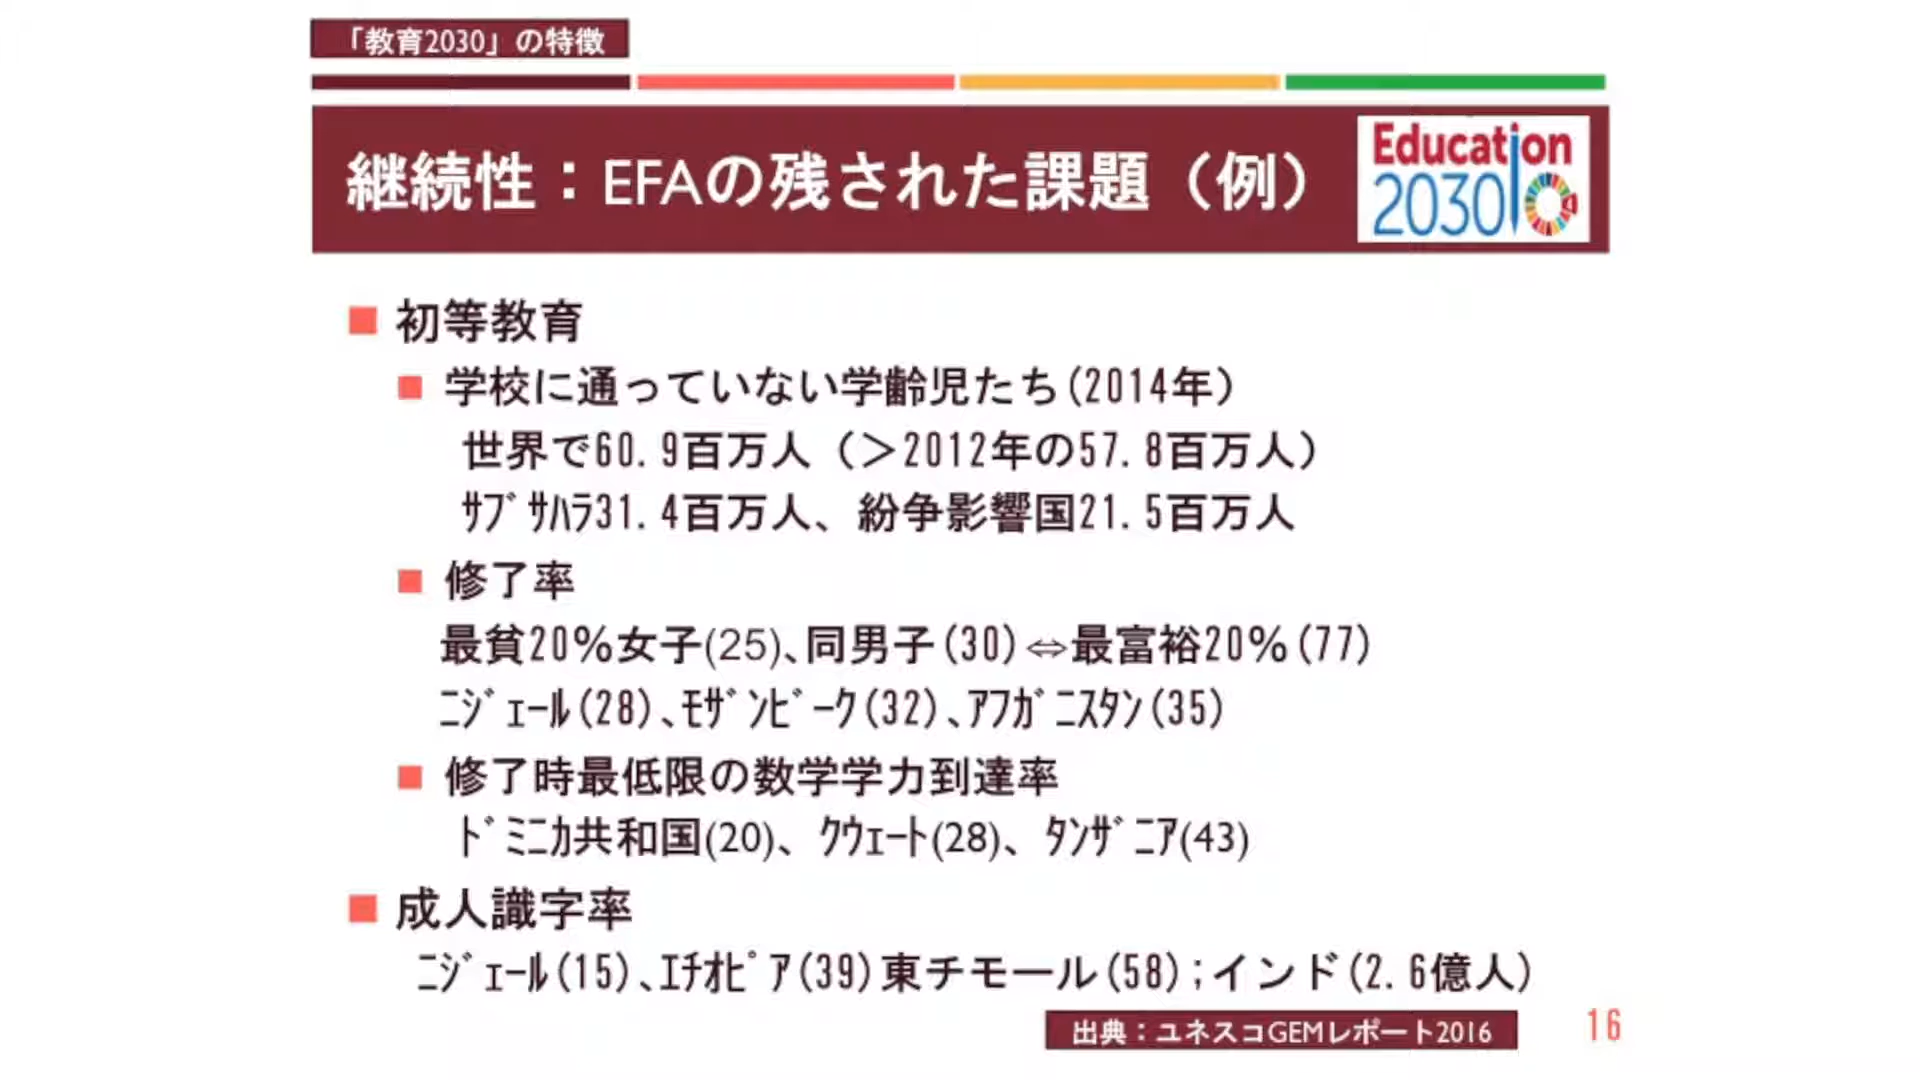 「教育2030」の特徴
継続性：EFAの残された課題（例）
Education
2030
初等教育
学校に通っていない学齢児たち(2014年）
世界で60.9百万人（＞2012年の57.8百万人）
ｻﾌﾞｻﾊﾗ31.4百万人、紛争影響国21.5百万人
修了率
最貧20%女子(25)､同男子(30)⇔最富裕20%(77)
ﾆｼﾞｪｰﾙ(28)､ﾓｻﾞﾝﾋﾞｰｸ(32)､ｱﾌｶﾞﾆｽﾀﾝ(35)
修了時最低限の数学学力到達率
ﾄﾞﾐﾆｶ共和国(20)、ｸｳｪｰﾄ(28)、ﾀﾝｻﾞﾆｱ(43)
成人識字率
ﾆｼﾞｪｰﾙ(15)､ｴﾁｵﾋﾟｱ(39)東チモール(58);インド(2.6億人)
出典：ユネスコGEMレポート2016
16